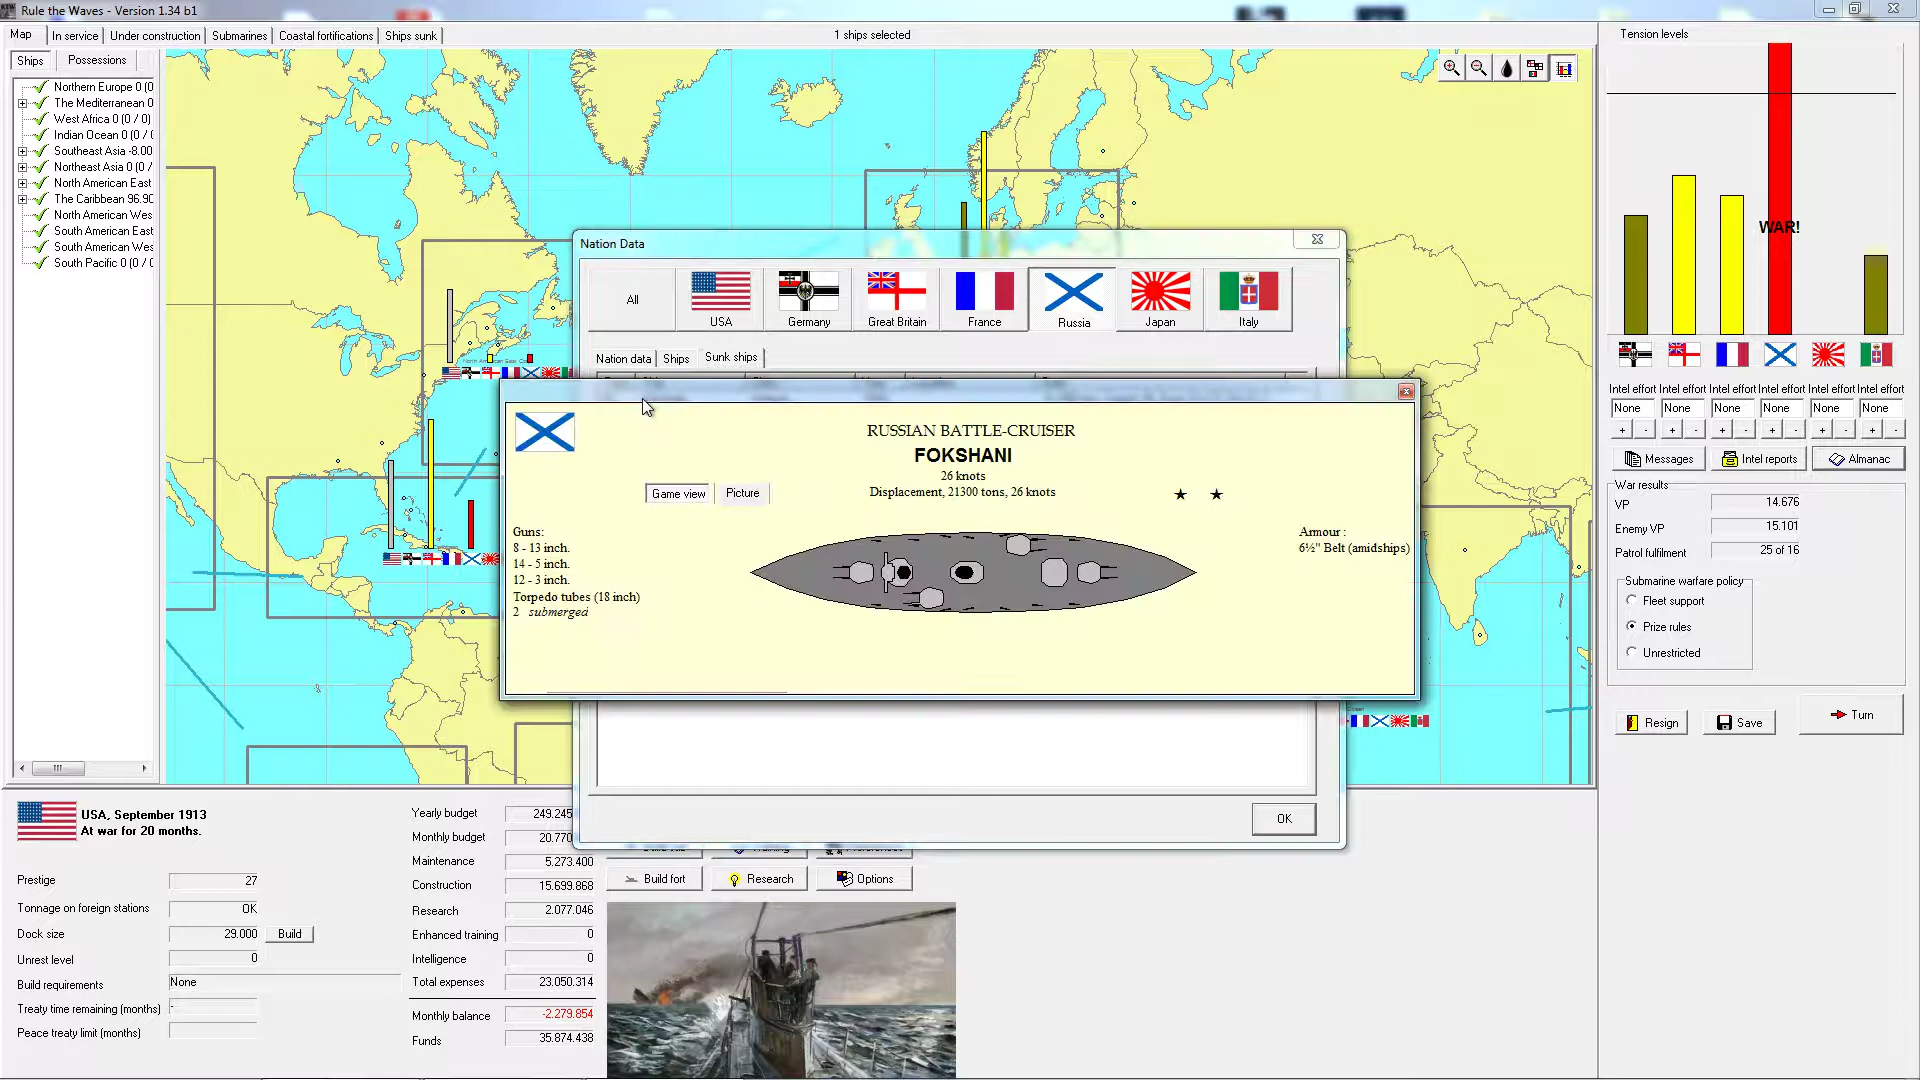 Rule the Waves - Version 1.34 b1
Map
In service
Under construction
Submarines
Coastal fortifications
Ships sunk
1 ships selected
Ships
Possessions
Northern Europe 0 (0
The Mediterranean 0
West Africa 0 (0 / 0)
Indian Ocean 0 (0 / (
Southeast Asia -8.00
Northeast Asia 0 (0 /
North American East
The Caribbean 96.90
North American Wes
South American East
South American Wes
South Pacific 0 (0 / 0
Nation Data
All
USA
Germany
Great Britain
France
Russia
Japan
Italy
Nation data
Ships
Sunk ships
RUSSIAN BATTLE-CRUISER
FOKSHANI
26 knots
Displacement, 21300 tons, 26 knots
Game view
Picture
Guns:
8 - 13 inch.
14 - 5 inch.
12 - 3 inch.
Torpedo tubes (18 inch)
2 submerged
Armour :
6½" Belt (amidships)
OK
Tension levels
WAR!
Intel effort Intel effort Intel effort Intel effort Intel effort Intel effort
None None None None None None
+ - + - + - + - + - + -
Messages
Intel reports
Almanac
War results
VP 14.676
Enemy VP 15.101
Patrol fulfilment 25 of 16
Submarine warfare policy
Fleet support
Prize rules
Unrestricted
Resign
Save
Turn
USA, September 1913
At war for 20 months.
Prestige 27
Tonnage on foreign stations OK
Dock size 29.000 Build
Unrest level 0
Build requirements None
Treaty time remaining (months) -
Peace treaty limit (months)
Yearly budget 249.245
Monthly budget 20.770
Maintenance 5.273.400
Construction 15.699.868
Research 2.077.046
Enhanced training 0
Intelligence 0
Total expenses 23.050.314
Monthly balance -2.279.854
Funds 35.874.438
Build fort
Research
Options